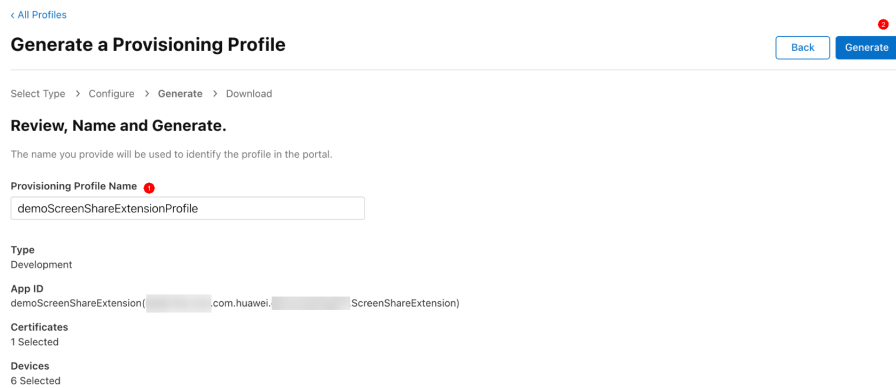 ‹ All Profiles
2
Generate a Provisioning Profile
Back
Generate
Select Type > Configure > Generate > Download
Review, Name and Generate.
The name you provide will be used to identify the profile in the portal.
Provisioning Profile Name 1
demoScreenShareExtensionProfile
Type
Development
App ID
demoScreenShareExtension( .com.huawei. ScreenShareExtension)
Certificates
1 Selected
Devices
6 Selected